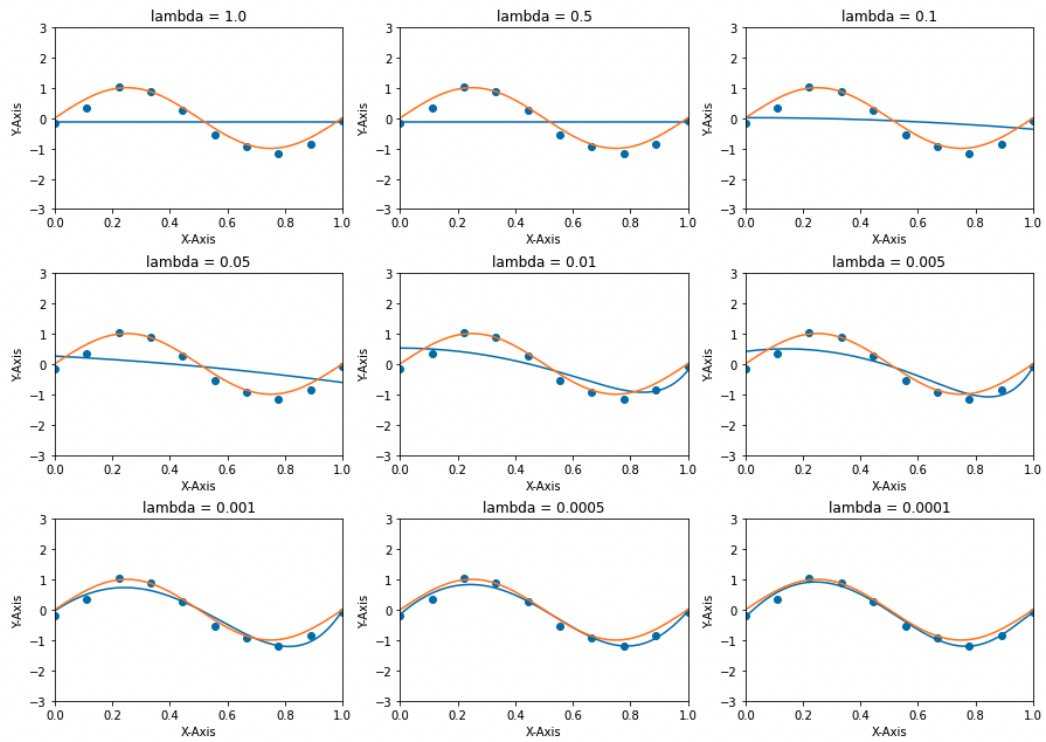 lambda = 1.0
3
2
1
0
−1
−2
−3
Y-Axis
0.0 0.2 0.4 0.6 0.8 1.0
X-Axis
lambda = 0.5
3
2
1
0
−1
−2
−3
Y-Axis
0.0 0.2 0.4 0.6 0.8 1.0
X-Axis
lambda = 0.1
3
2
1
0
−1
−2
−3
Y-Axis
0.0 0.2 0.4 0.6 0.8 1.0
X-Axis
lambda = 0.05
3
2
1
0
−1
−2
−3
Y-Axis
0.0 0.2 0.4 0.6 0.8 1.0
X-Axis
lambda = 0.01
3
2
1
0
−1
−2
−3
Y-Axis
0.0 0.2 0.4 0.6 0.8 1.0
X-Axis
lambda = 0.005
3
2
1
0
−1
−2
−3
Y-Axis
0.0 0.2 0.4 0.6 0.8 1.0
X-Axis
lambda = 0.001
3
2
1
0
−1
−2
−3
Y-Axis
0.0 0.2 0.4 0.6 0.8 1.0
X-Axis
lambda = 0.0005
3
2
1
0
−1
−2
−3
Y-Axis
0.0 0.2 0.4 0.6 0.8 1.0
X-Axis
lambda = 0.0001
3
2
1
0
−1
−2
−3
Y-Axis
0.0 0.2 0.4 0.6 0.8 1.0
X-Axis